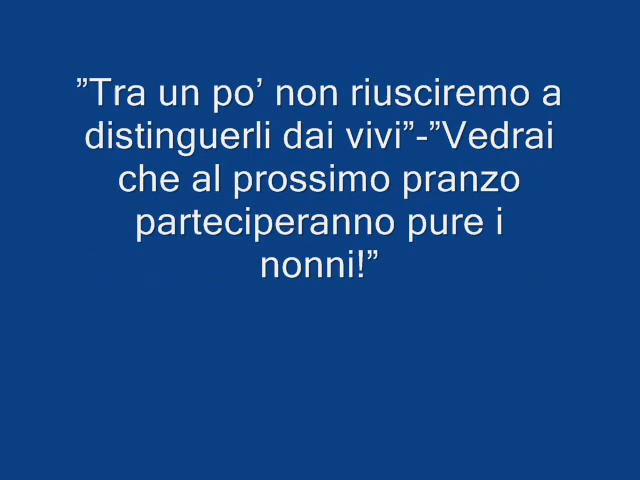 ”Tra un po’ non riusciremo a
distinguerli dai vivi”-”Vedrai
che al prossimo pranzo
parteciperanno pure i
nonni!”